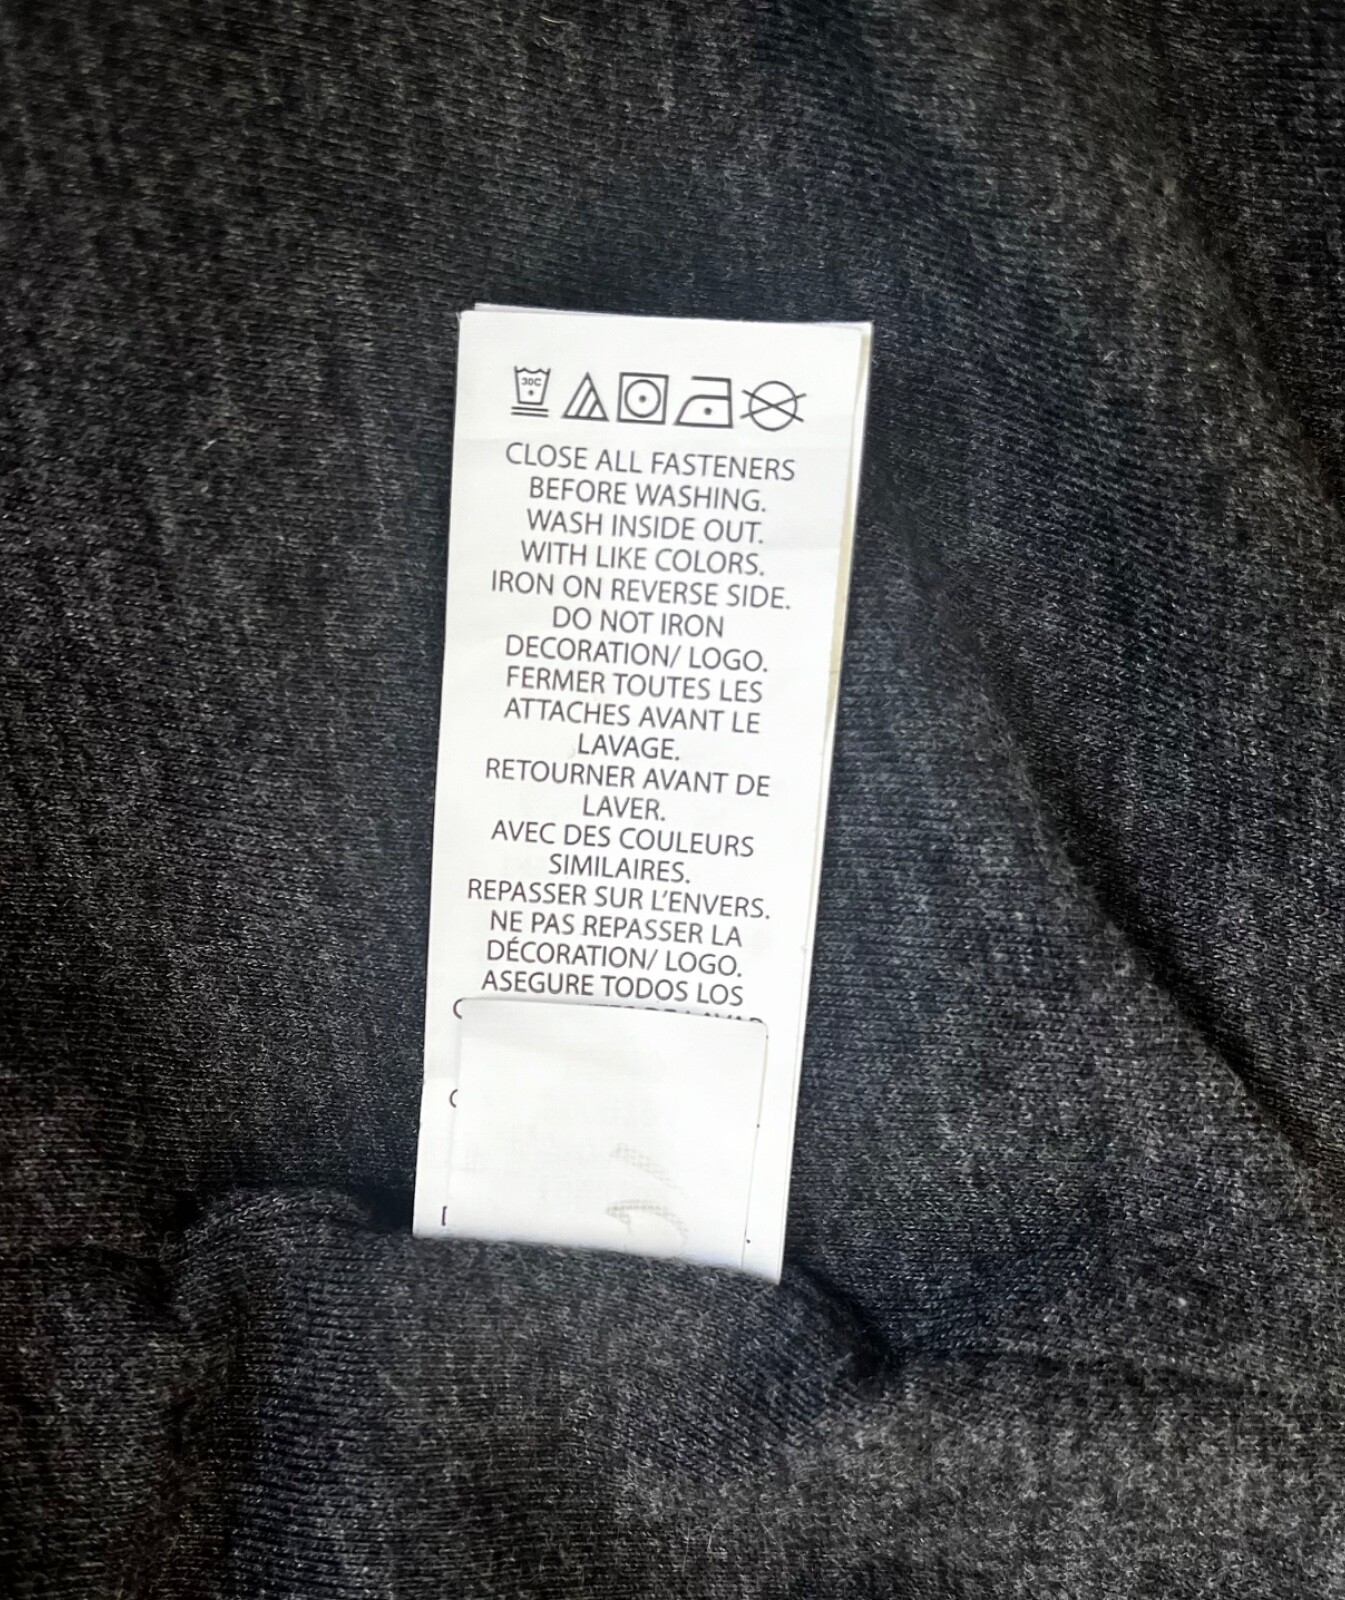 30C
CLOSE ALL FASTENERS
BEFORE WASHING.
WASH INSIDE OUT.
WITH LIKE COLORS.
IRON ON REVERSE SIDE.
DO NOT IRON
DECORATION/ LOGO.
FERMER TOUTES LES
ATTACHES AVANT LE
LAVAGE.
RETOURNER AVANT DE
LAVER.
AVEC DES COULEURS
SIMILAIRES.
REPASSER SUR L'ENVERS.
NE PAS REPASSER LA
DÉCORATION/ LOGO.
ASEGURE TODOS LOS